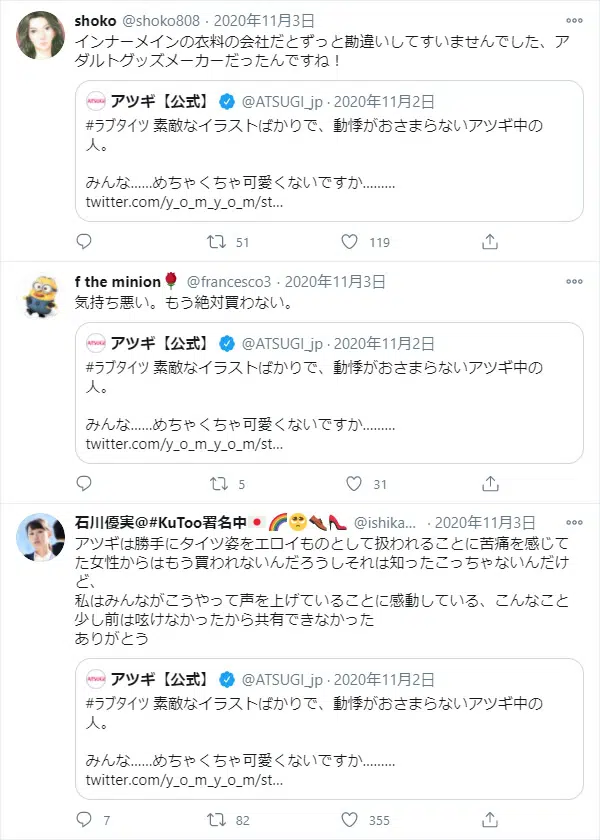 shoko @shoko808 · 2020年11月3日
インナーメインの衣料の会社だとずっと勘違いしてすいませんでした、ア
ダルトグッズメーカーだったんですね！
ATSUGI アツギ【公式】 @ATSUGI_jp · 2020年11月2日
#ﾗﾌﾞﾀｲﾂ 素敵なイラストばかりで、動悸がおさまらないアツギ中の
人。
みんな……めちゃくちゃ可愛くないですか………
twitter.com/y_o_m_y_o_m/st…
51 119
f the minion🌹 @francesco3 · 2020年11月3日
気持ち悪い。もう絶対買わない。
ATSUGI アツギ【公式】 @ATSUGI_jp · 2020年11月2日
#ﾗﾌﾞﾀｲﾂ 素敵なイラストばかりで、動悸がおさまらないアツギ中の
人。
みんな……めちゃくちゃ可愛くないですか………
twitter.com/y_o_m_y_o_m/st…
5 31
石川優実@#KuToo署名中🇯🇵🌈🥺👞👠 @ishika… · 2020年11月3日
アツギは勝手にタイツ姿をエロイものとして扱われることに苦痛を感じて
た女性からはもう買われないんだろうしそれは知ったこっちゃないんだけ
ど、
私はみんながこうやって声を上げていることに感動している、こんなこと
少し前は呟けなかったから共有できなかった
ありがとう
ATSUGI アツギ【公式】 @ATSUGI_jp · 2020年11月2日
#ﾗﾌﾞﾀｲﾂ 素敵なイラストばかりで、動悸がおさまらないアツギ中の
人。
みんな……めちゃくちゃ可愛くないですか………
twitter.com/y_o_m_y_o_m/st…
7 82 355